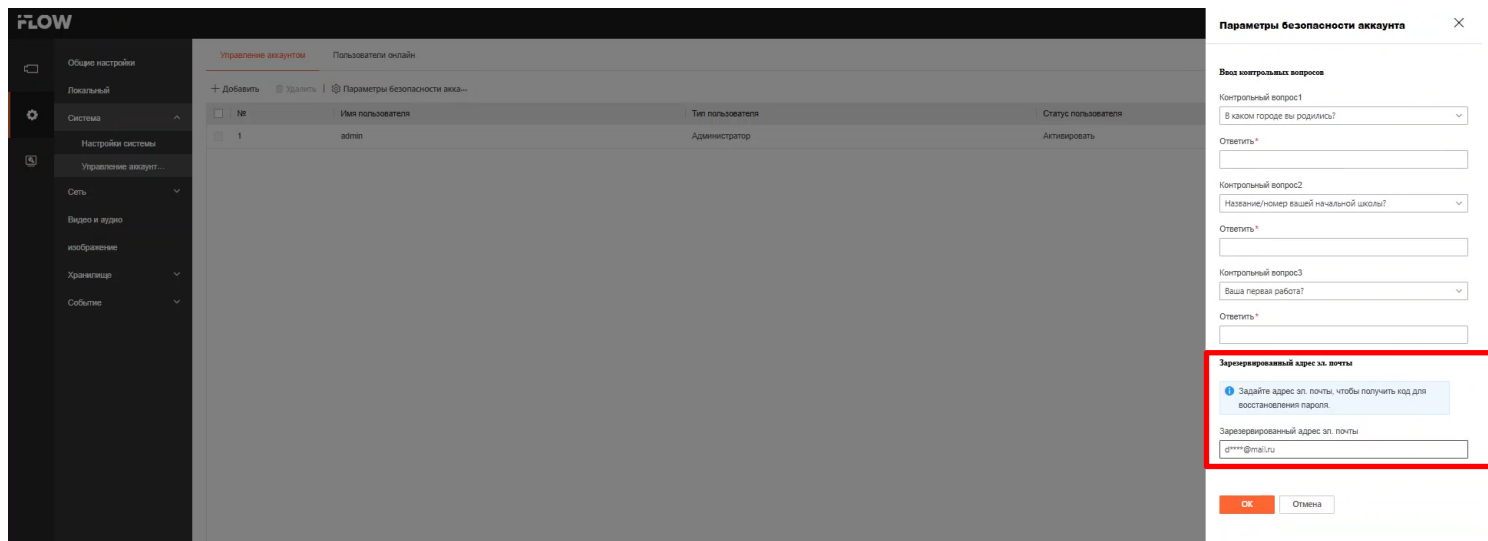 iFLOW
Общие настройки
Локальный
Система
Настройки системы
Управление аккаунт...
Сеть
Видео и аудио
изображение
Хранилище
Событие
Управление аккаунтом Пользователи онлайн
Добавить Удалить Параметры безопасности акка...
№ Имя пользователя Тип пользователя Статус пользователя
1 admin Администратор Активировать
Параметры безопасности аккаунта
Ввод контрольных вопросов
Контрольный вопрос1
В каком городе вы родились?
Ответить*
Контрольный вопрос2
Название/номер вашей начальной школы?
Ответить*
Контрольный вопрос3
Ваша первая работа?
Ответить*
Зарезервированный адрес эл. почты
Задайте адрес эл. почты, чтобы получить код для
восстановления пароля.
Зарезервированный адрес эл. почты
d****@mail.ru
ОК Отмена